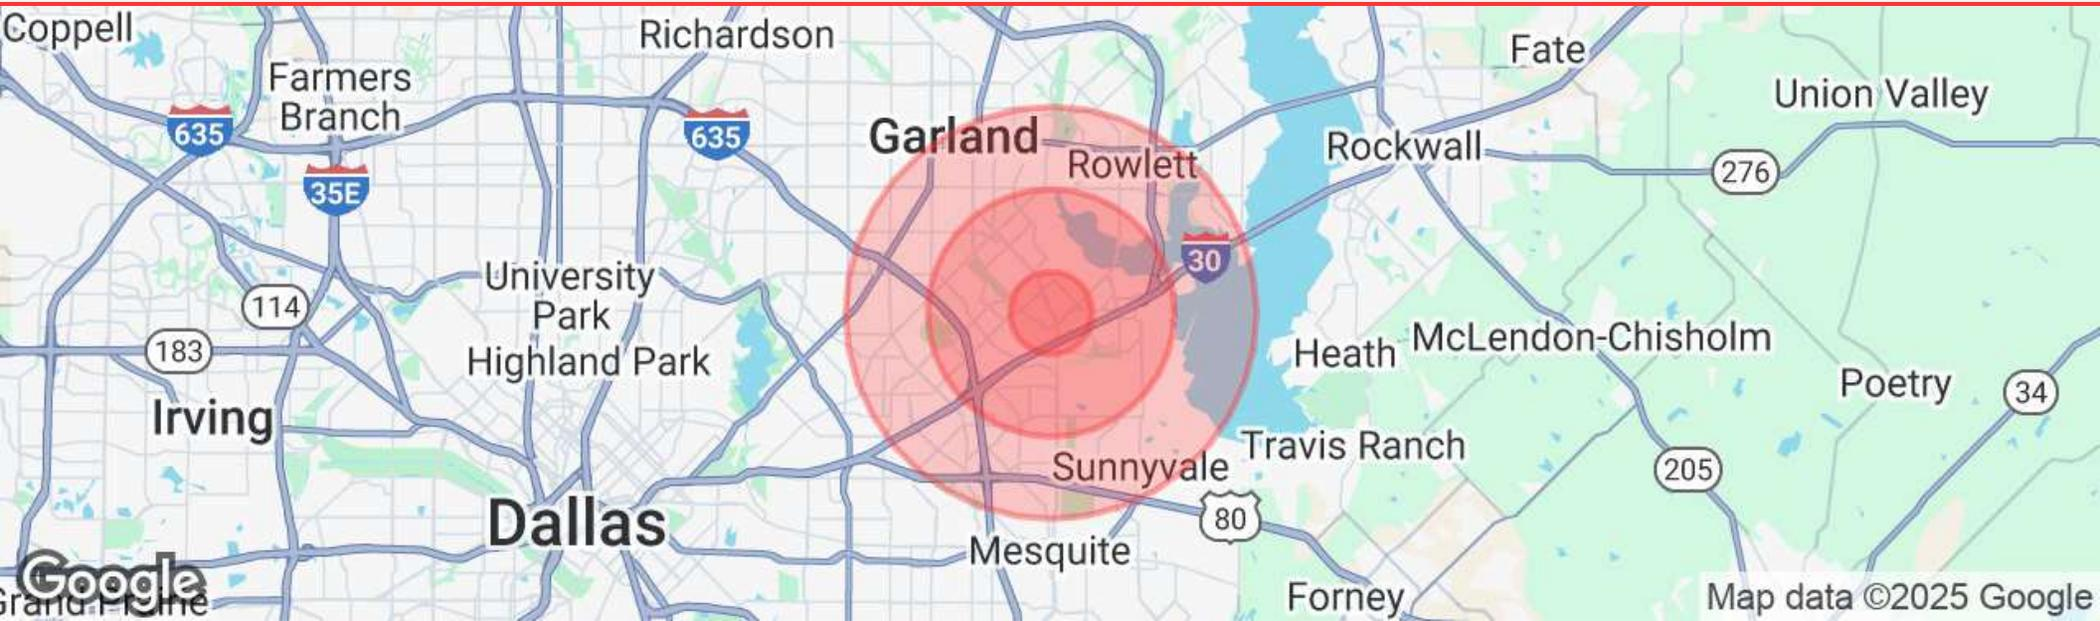 Coppell
Richardson
Fate
Farmers
Branch
Union Valley
635
635
Garland
Rowlett
Rockwall
276
35E
30
University
Park
114
183
Highland Park
Heath
McLendon-Chisholm
Poetry
34
Irving
Travis Ranch
Sunnyvale
205
Dallas
80
Mesquite
Google
Grand Prairie
Forney
Map data ©2025 Google